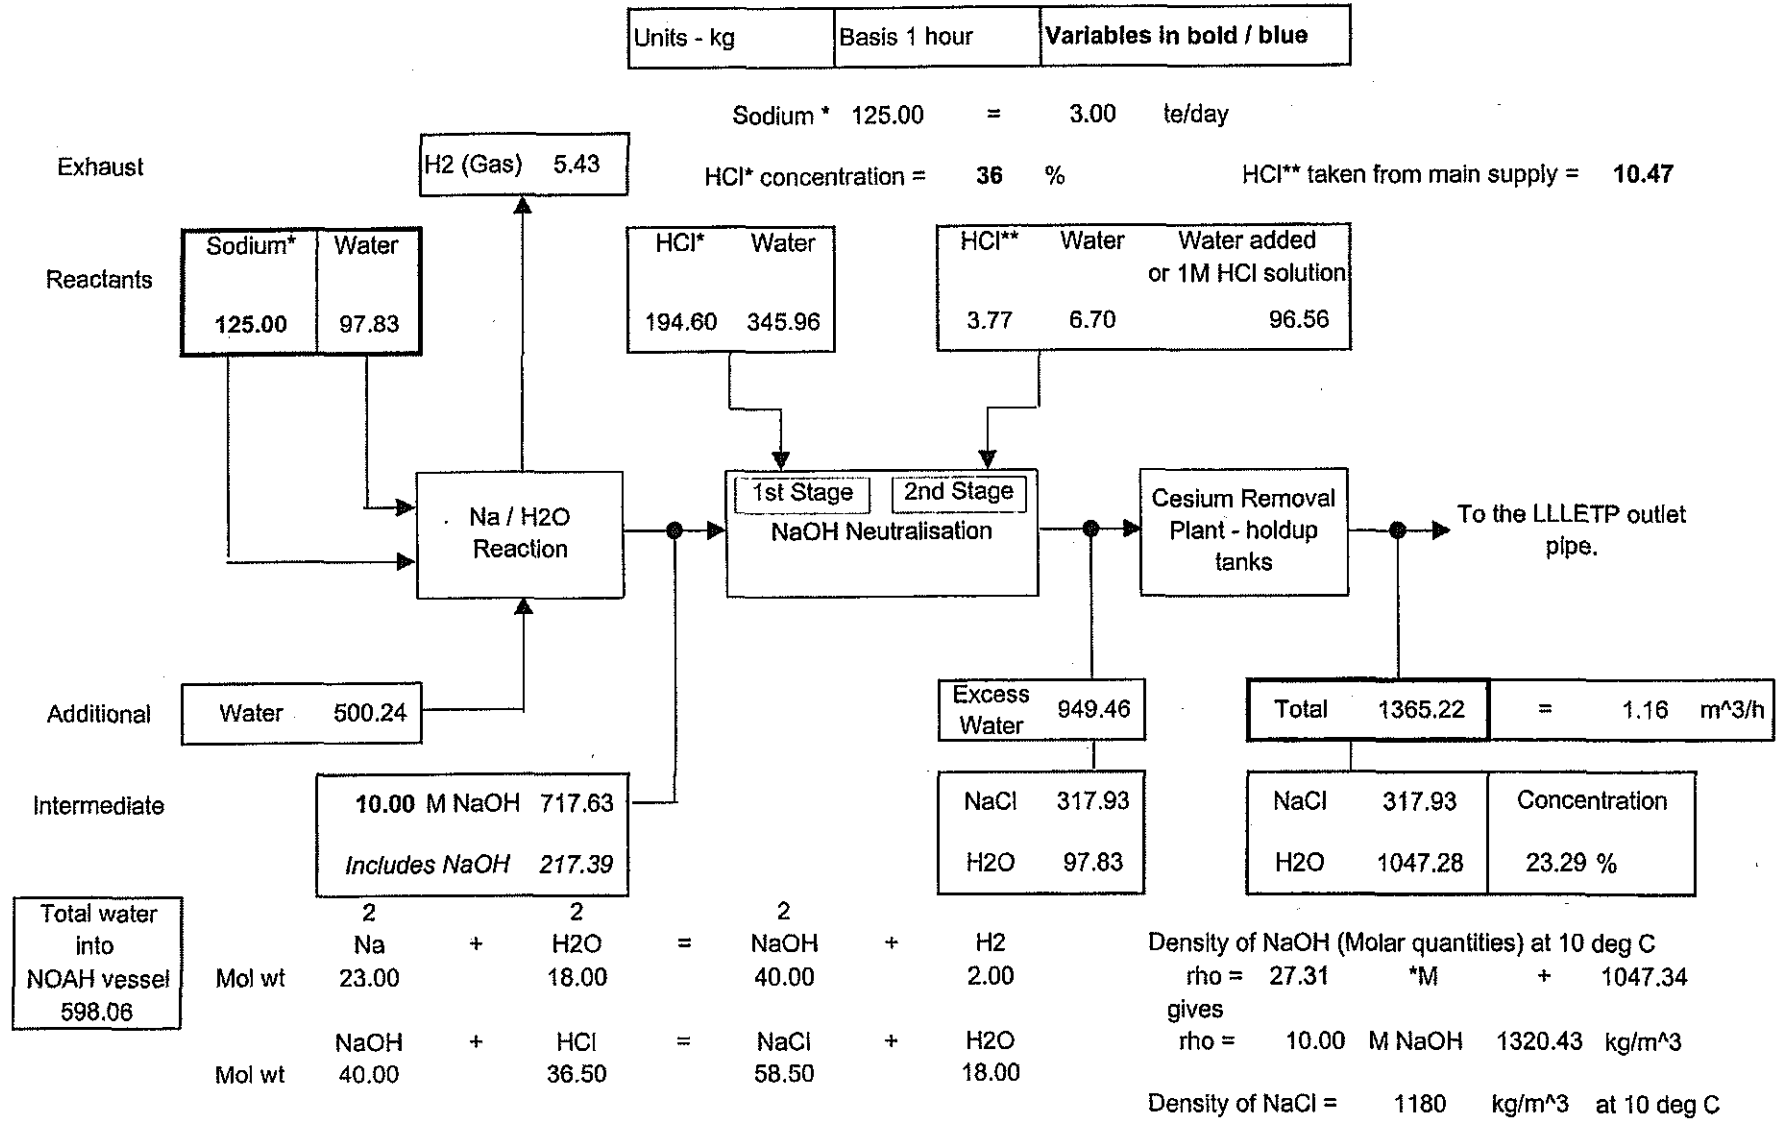 Units - kg Basis 1 hour Variables in bold / blue
Sodium * 125.00 = 3.00 te/day
Exhaust H2 (Gas) 5.43 HCl* concentration = 36 % HCl** taken from main supply = 10.47
Sodium* Water HCl* Water HCl** Water Water added
or 1M HCl solution
Reactants
125.00 97.83 194.60 345.96 3.77 6.70 96.56
1st Stage 2nd Stage
Na / H2O
Reaction
NaOH Neutralisation
Cesium Removal
Plant - holdup
tanks
To the LLLETP outlet
pipe.
Additional Water 500.24
Excess
Water 949.46
Total 1365.22 = 1.16 m^3/h
Intermediate 10.00 M NaOH 717.63 NaCl 317.93 NaCl 317.93 Concentration
Includes NaOH 217.39 H2O 97.83 H2O 1047.28 23.29 %
Total water
into
NOAH vessel
598.06
2 2 2
Na + H2O = NaOH + H2
Mol wt 23.00 18.00 40.00 2.00
NaOH + HCl = NaCl + H2O
Mol wt 40.00 36.50 58.50 18.00
Density of NaOH (Molar quantities) at 10 deg C
rho = 27.31 *M + 1047.34
gives
rho = 10.00 M NaOH 1320.43 kg/m^3
Density of NaCl = 1180 kg/m^3 at 10 deg C